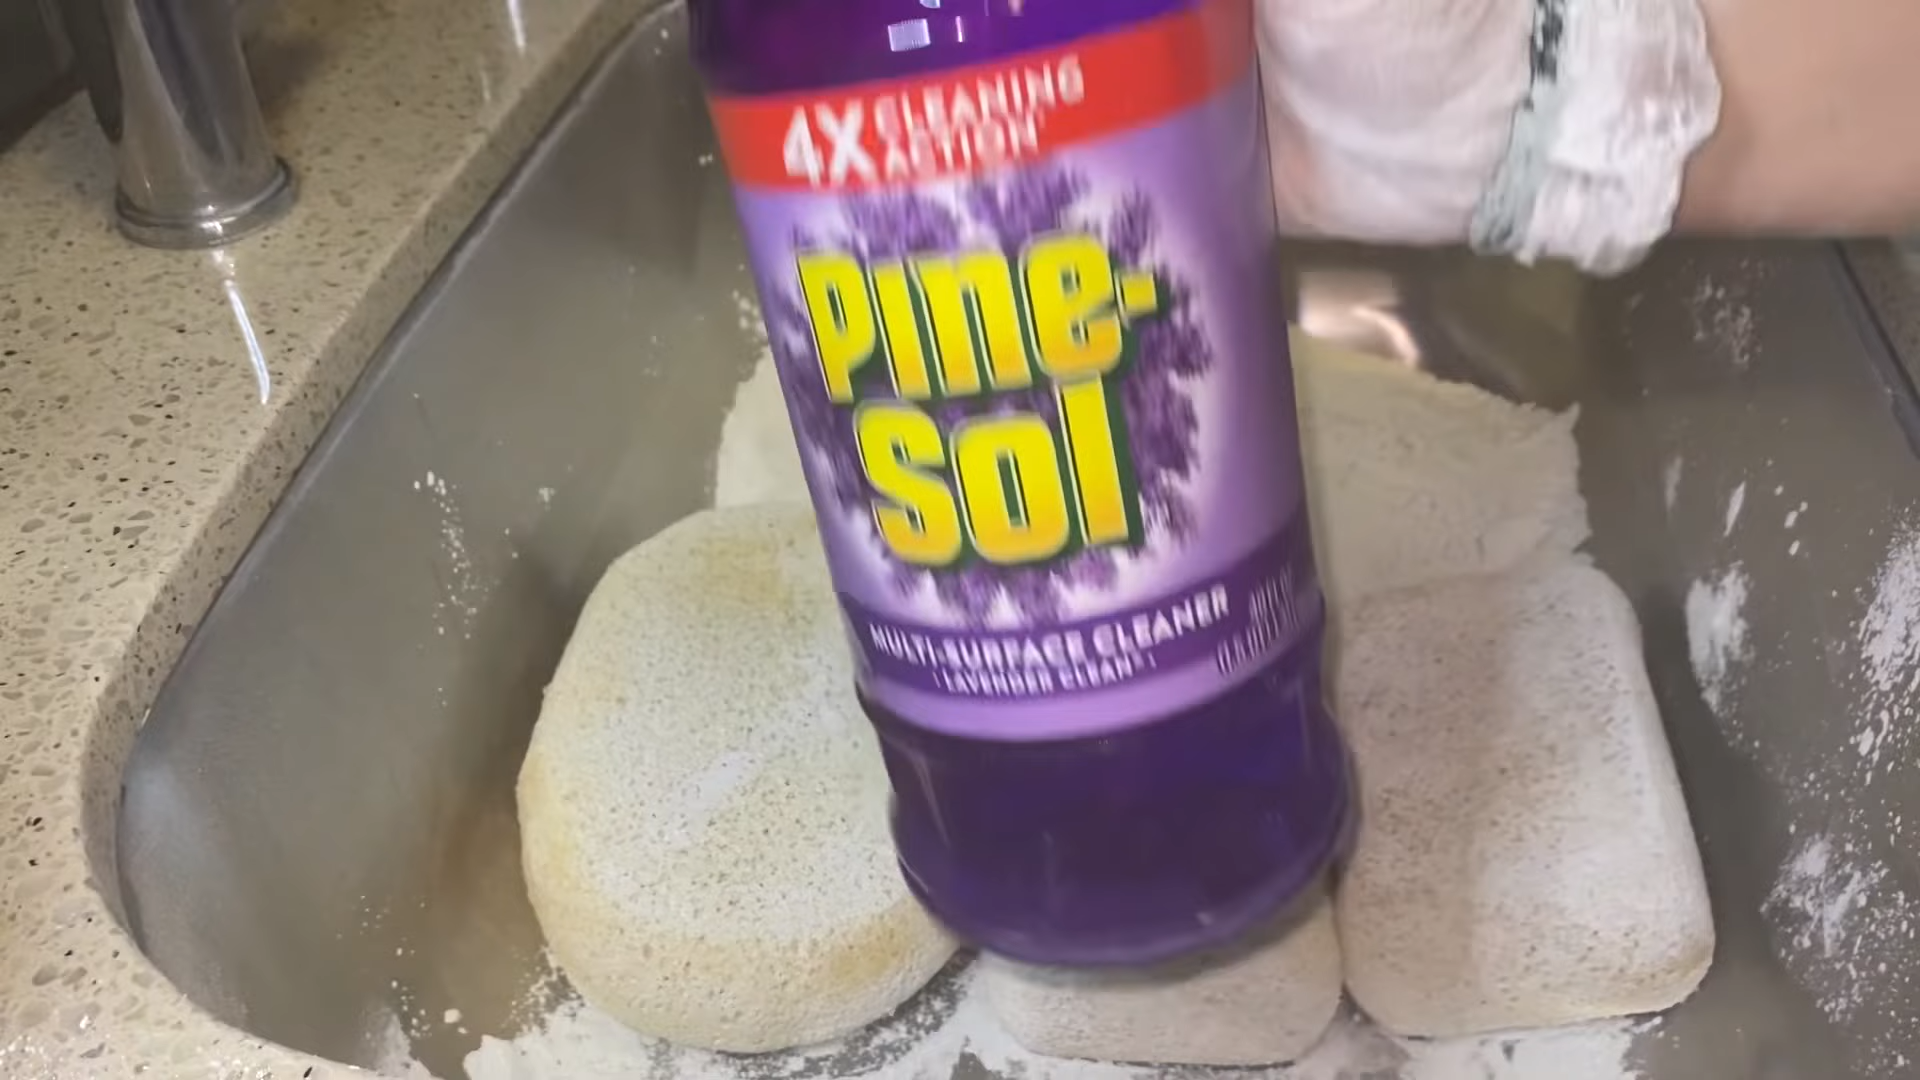 4X CLEANING
ACTION
Pine-
Sol
MULTI-SURFACE CLEANER
LAVENDER CLEAN